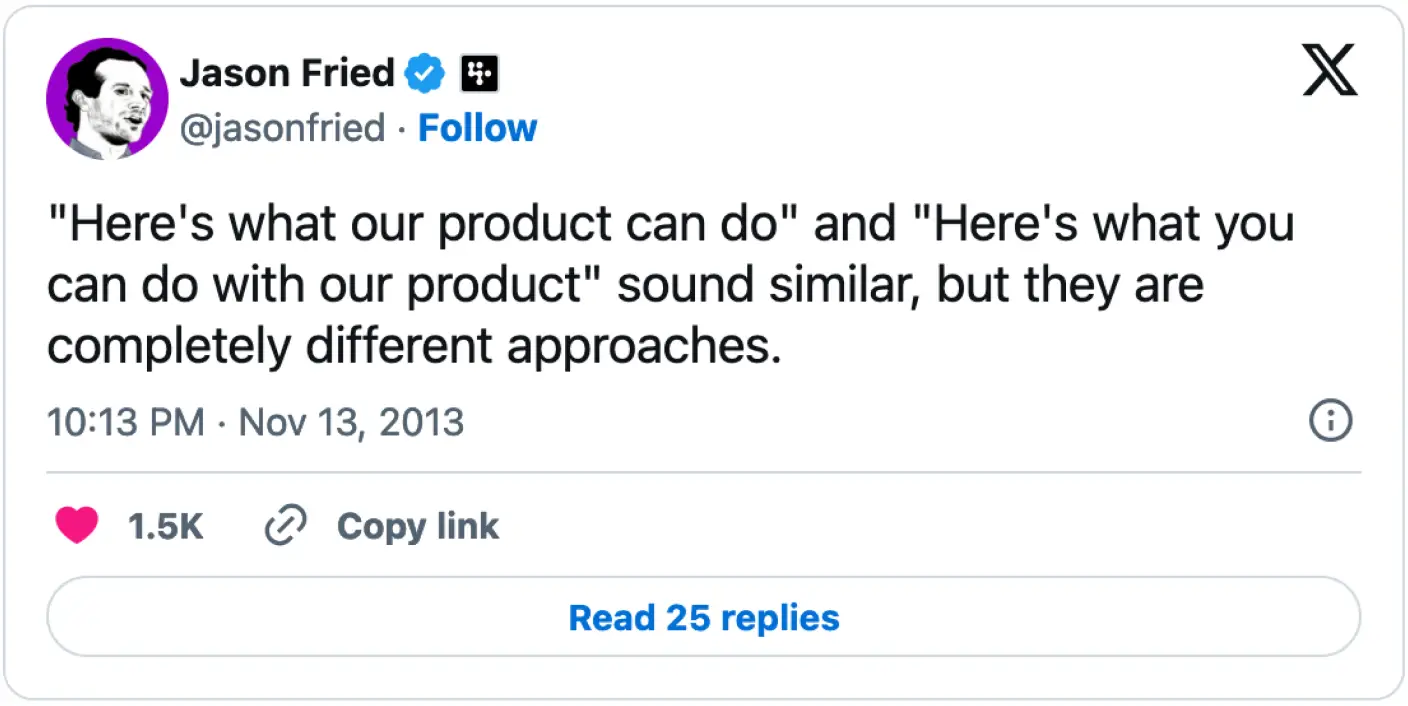 Jason Fried
@jasonfried · Follow
"Here's what our product can do" and "Here's what you
can do with our product" sound similar, but they are
completely different approaches.
10:13 PM · Nov 13, 2013
1.5K Copy link
Read 25 replies